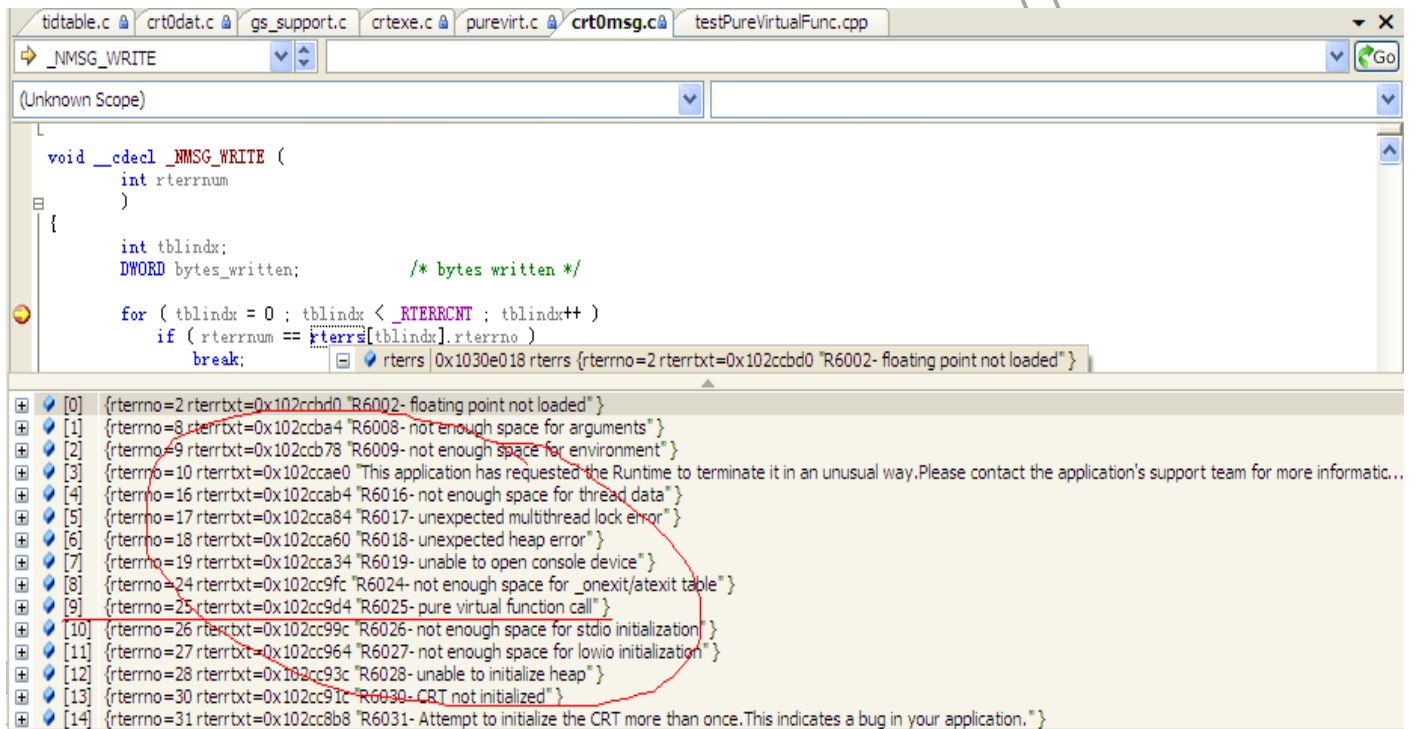 tidtable.c crt0dat.c gs_support.c crtexe.c purevirt.c crt0msg.c testPureVirtualFunc.cpp
_NMSG_WRITE Go
(Unknown Scope)
void __cdecl _NMSG_WRITE (
int rterrnum
)
{
int tblindx;
DWORD bytes_written; /* bytes written */
for ( tblindx = 0 ; tblindx < _RTERRCNT ; tblindx++ )
if ( rterrnum == rterrs[tblindx].rterrno )
break;
rterrs 0x1030e018 rterrs {rterrno=2 rterrtxt=0x102ccbd0 "R6002- floating point not loaded" }
[0] {rterrno=2 rterrtxt=0x102ccbd0 "R6002- floating point not loaded" }
[1] {rterrno=8 rterrtxt=0x102ccba4 "R6008- not enough space for arguments" }
[2] {rterrno=9 rterrtxt=0x102ccb78 "R6009- not enough space for environment" }
[3] {rterrno=10 rterrtxt=0x102ccae0 "This application has requested the Runtime to terminate it in an unusual way.Please contact the application's support team for more informatic...
[4] {rterrno=16 rterrtxt=0x102ccab4 "R6016- not enough space for thread data" }
[5] {rterrno=17 rterrtxt=0x102cca84 "R6017- unexpected multithread lock error" }
[6] {rterrno=18 rterrtxt=0x102cca60 "R6018- unexpected heap error" }
[7] {rterrno=19 rterrtxt=0x102cca34 "R6019- unable to open console device" }
[8] {rterrno=24 rterrtxt=0x102cc9fc "R6024- not enough space for _onexit/atexit table" }
[9] {rterrno=25 rterrtxt=0x102cc9d4 "R6025- pure virtual function call" }
[10] {rterrno=26 rterrtxt=0x102cc99c "R6026- not enough space for stdio initialization" }
[11] {rterrno=27 rterrtxt=0x102cc964 "R6027- not enough space for lowio initialization" }
[12] {rterrno=28 rterrtxt=0x102cc93c "R6028- unable to initialize heap" }
[13] {rterrno=30 rterrtxt=0x102cc91c "R6030- CRT not initialized" }
[14] {rterrno=31 rterrtxt=0x102cc8b8 "R6031- Attempt to initialize the CRT more than once.This indicates a bug in your application." }